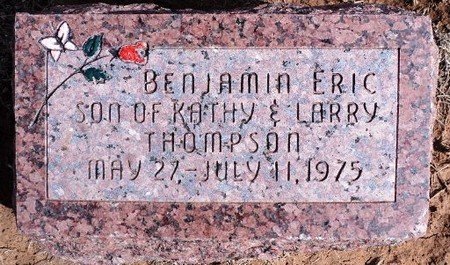 BENJAMIN ERIC
SON OF KATHY & LARRY
THOMPSON
MAY 27,-JULY 11, 1975